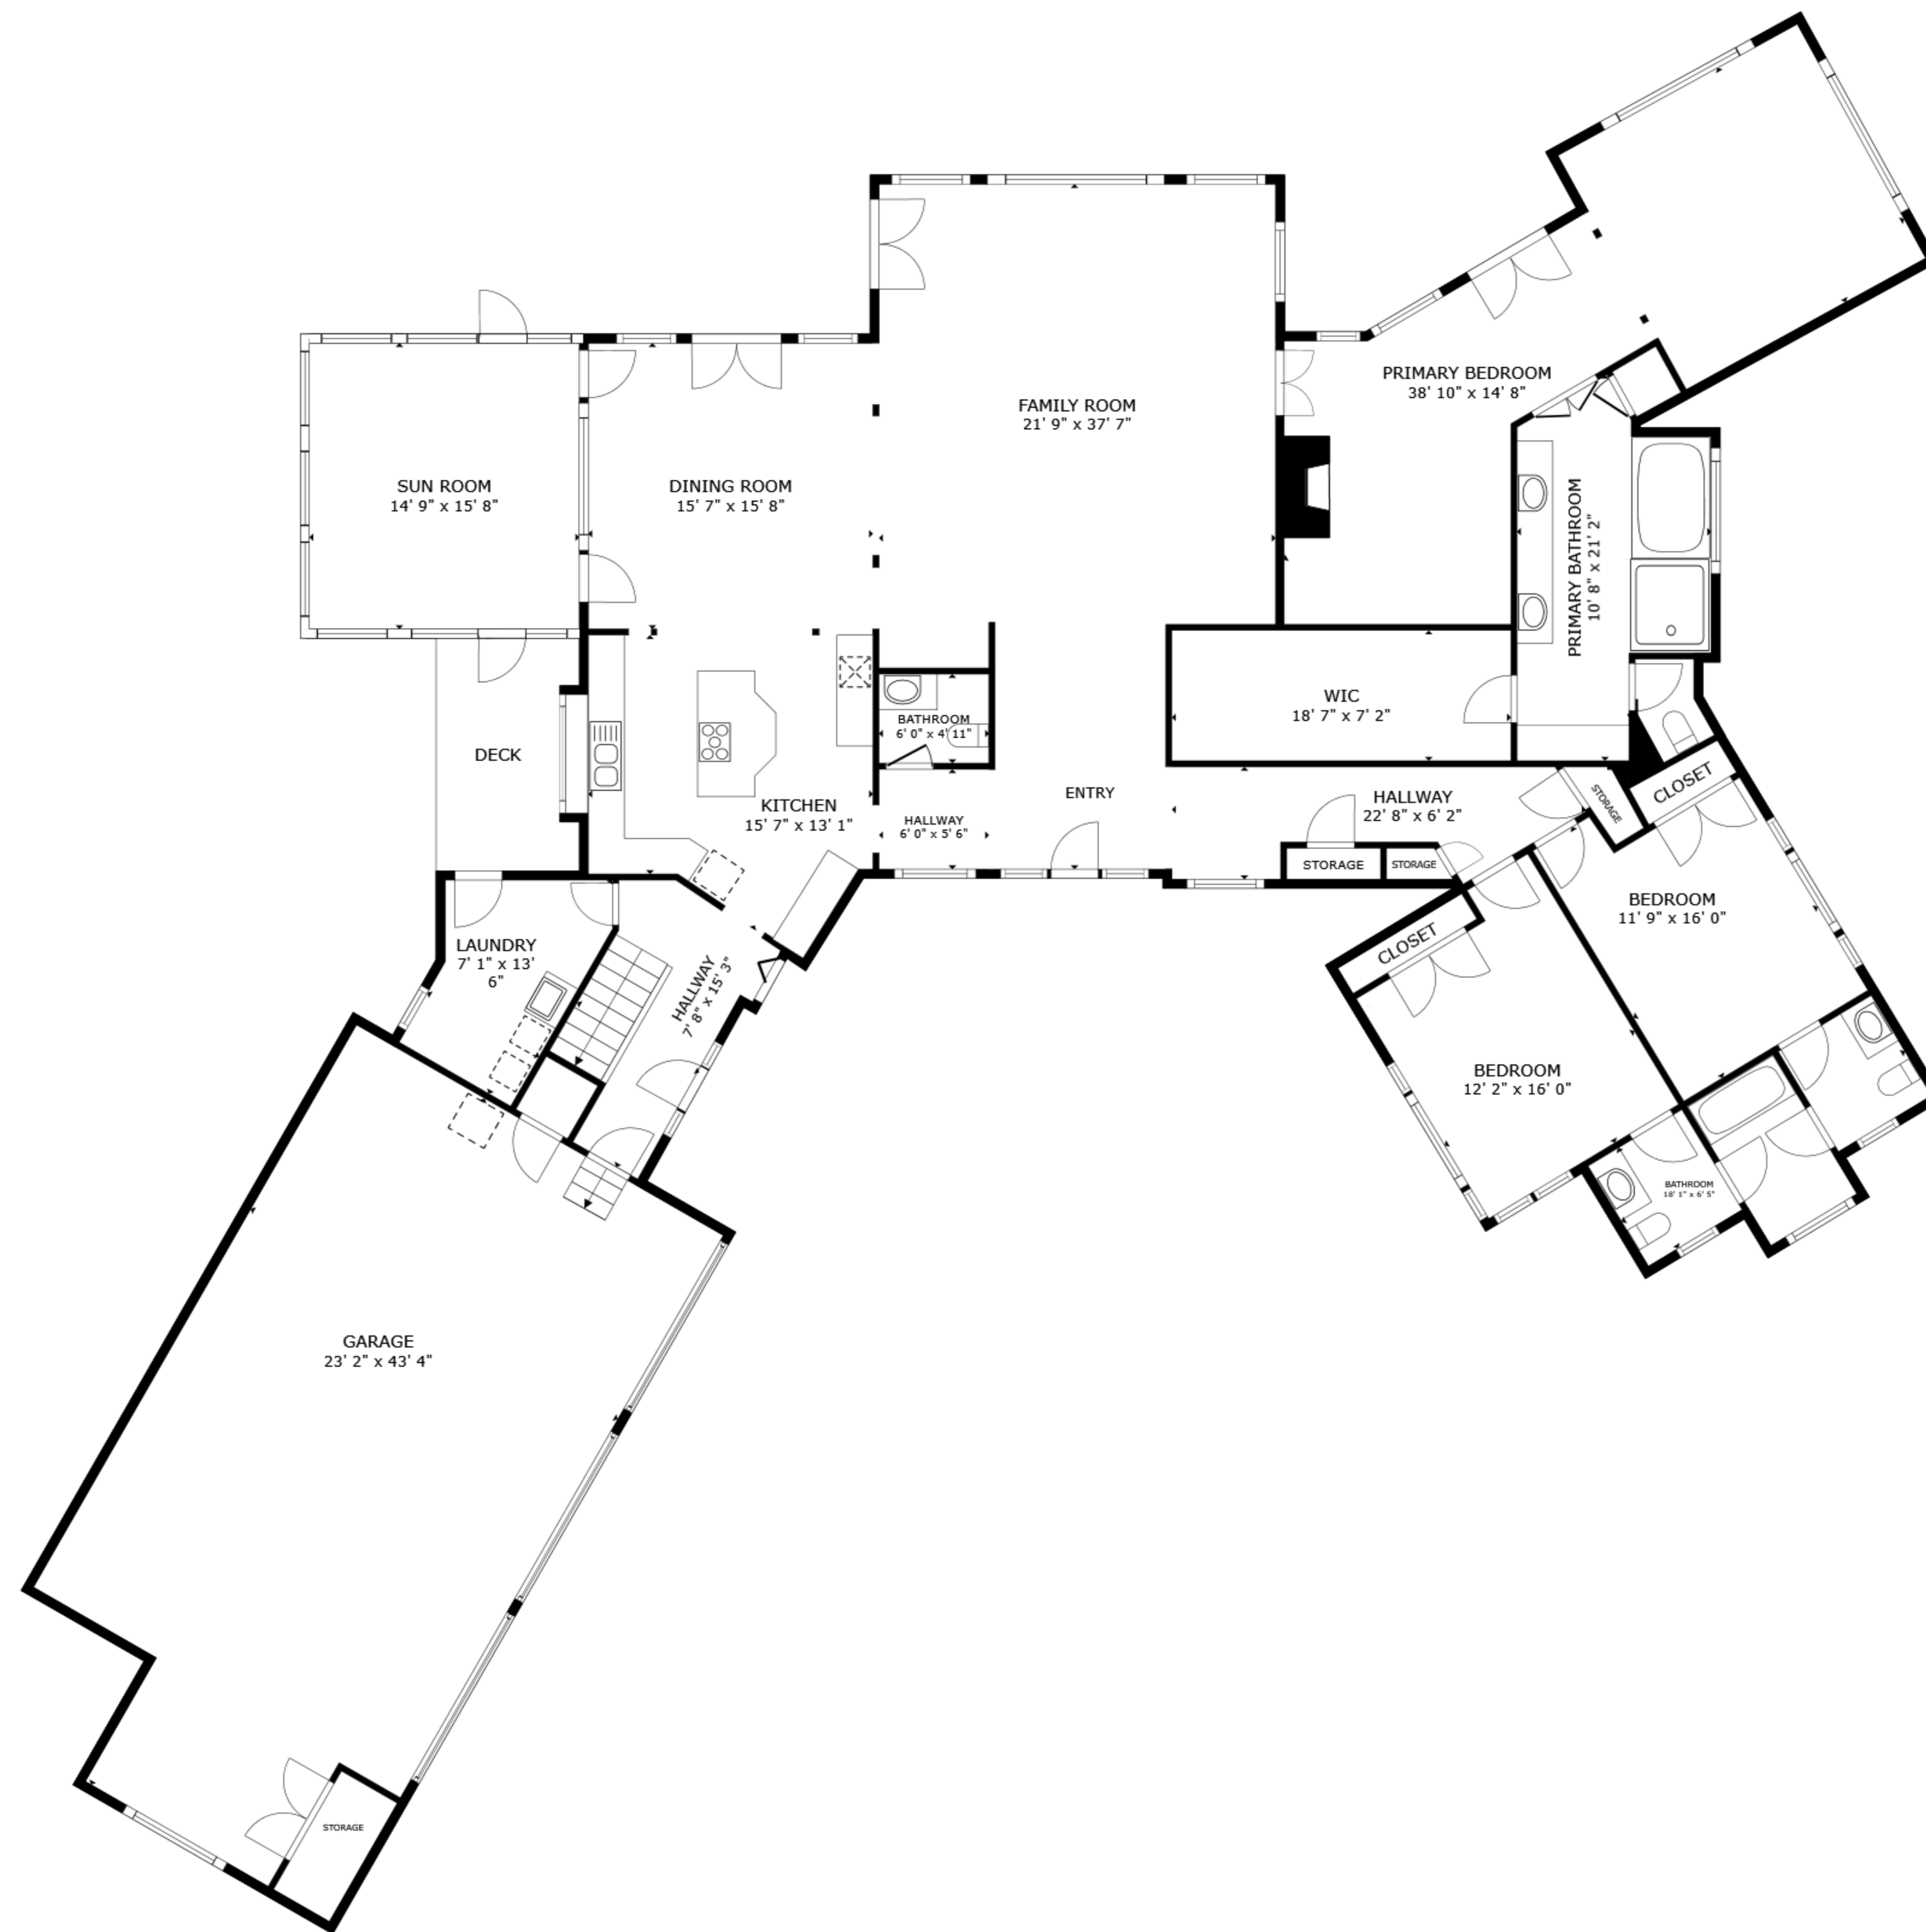 PRIMARY BEDROOM
38' 10" x 14' 8"
FAMILY ROOM
21' 9" x 37' 7"
SUN ROOM
14' 9" x 15' 8"
DINING ROOM
15' 7" x 15' 8"
PRIMARY BATHROOM
10' 8" x 21' 2"
WIC
18' 7" x 7' 2"
BATHROOM
6' 0" x 4' 11"
DECK
KITCHEN
15' 7" x 13' 1"
HALLWAY
6' 0" x 5' 6"
ENTRY
HALLWAY
22' 8" x 6' 2"
STORAGE
CLOSET
STORAGE
STORAGE
BEDROOM
11' 9" x 16' 0"
CLOSET
LAUNDRY
7' 1" x 13'
6"
HALLWAY
7' 8" x 15' 3"
BEDROOM
12' 2" x 16' 0"
BATHROOM
18' 1" x 6' 5"
GARAGE
23' 2" x 43' 4"
STORAGE